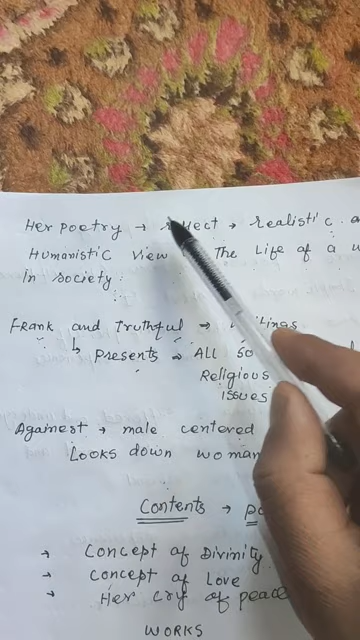 Her poetry → reflect → Realistic
Humanistic View The Life of a
In society.
Frank and Truthful →
↳ presents → All
Religious
issues
Against → male centered
Looks down woman
Contents →
→ Concept of Divinity
→ Concept of Love
→ Her cry of peace
WORKS